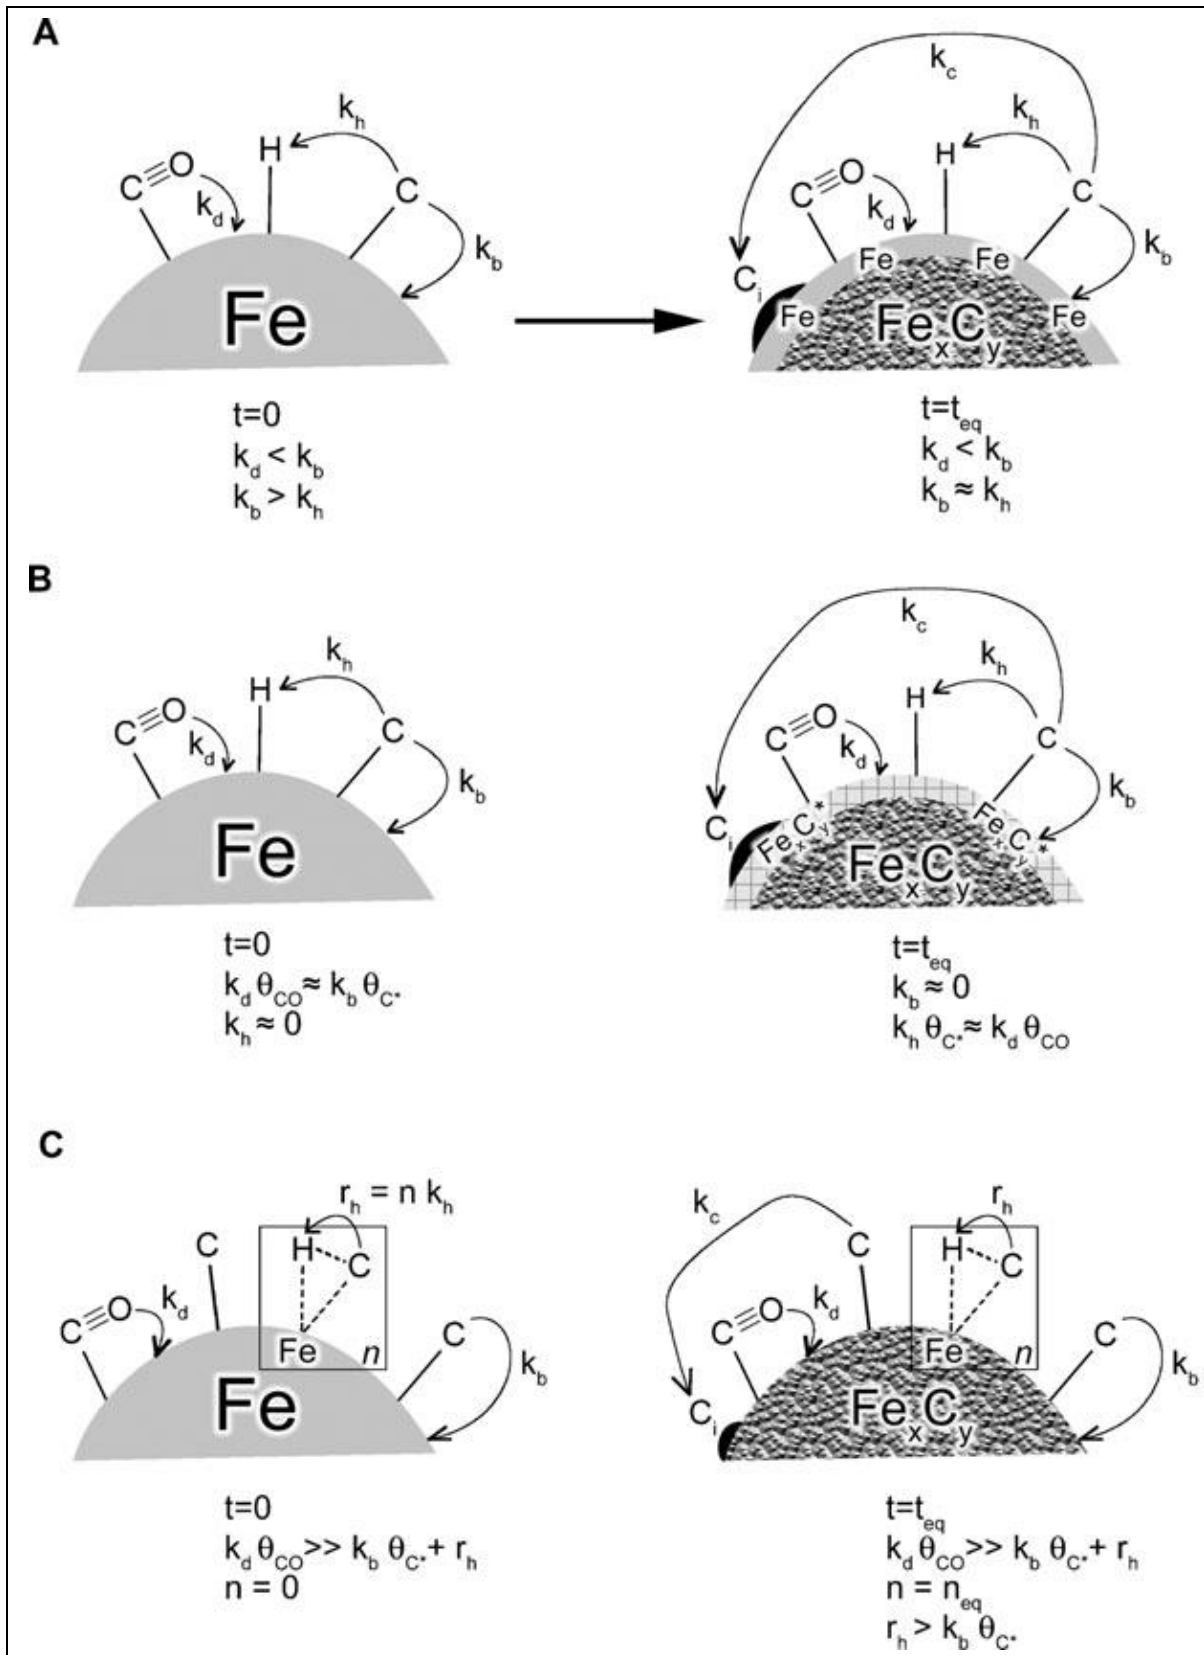 A
k_c
k_h
k_h
H
H
C≡O
C
C≡O
C
k_d
k_b
k_d
k_b
C_i
Fe
Fe
Fe
Fe
Fe
Fe_xC_y
t=0
k_d < k_b
k_b > k_h
t=t_eq
k_d < k_b
k_b ≈ k_h
B
k_c
k_h
k_h
H
H
C≡O
C
C≡O
C
k_d
k_b
k_d
k_b
C_i
Fe_xC_y*
Fe_xC_y*
Fe
Fe_xC_y
t=0
k_d θ_CO ≈ k_b θ_C*
k_h ≈ 0
t=t_eq
k_b ≈ 0
k_h θ_C* ≈ k_d θ_CO
C
r_h = n k_h
k_c
r_h
C
H
C
C
H
C
C≡O
k_d
C
k_b
C≡O
k_d
C
k_b
Fe
n
Fe
n
Fe
C_i
Fe_xC_y
t=0
k_d θ_CO >> k_b θ_C* + r_h
n = 0
t=t_eq
k_d θ_CO >> k_b θ_C* + r_h
n = n_eq
r_h > k_b θ_C*